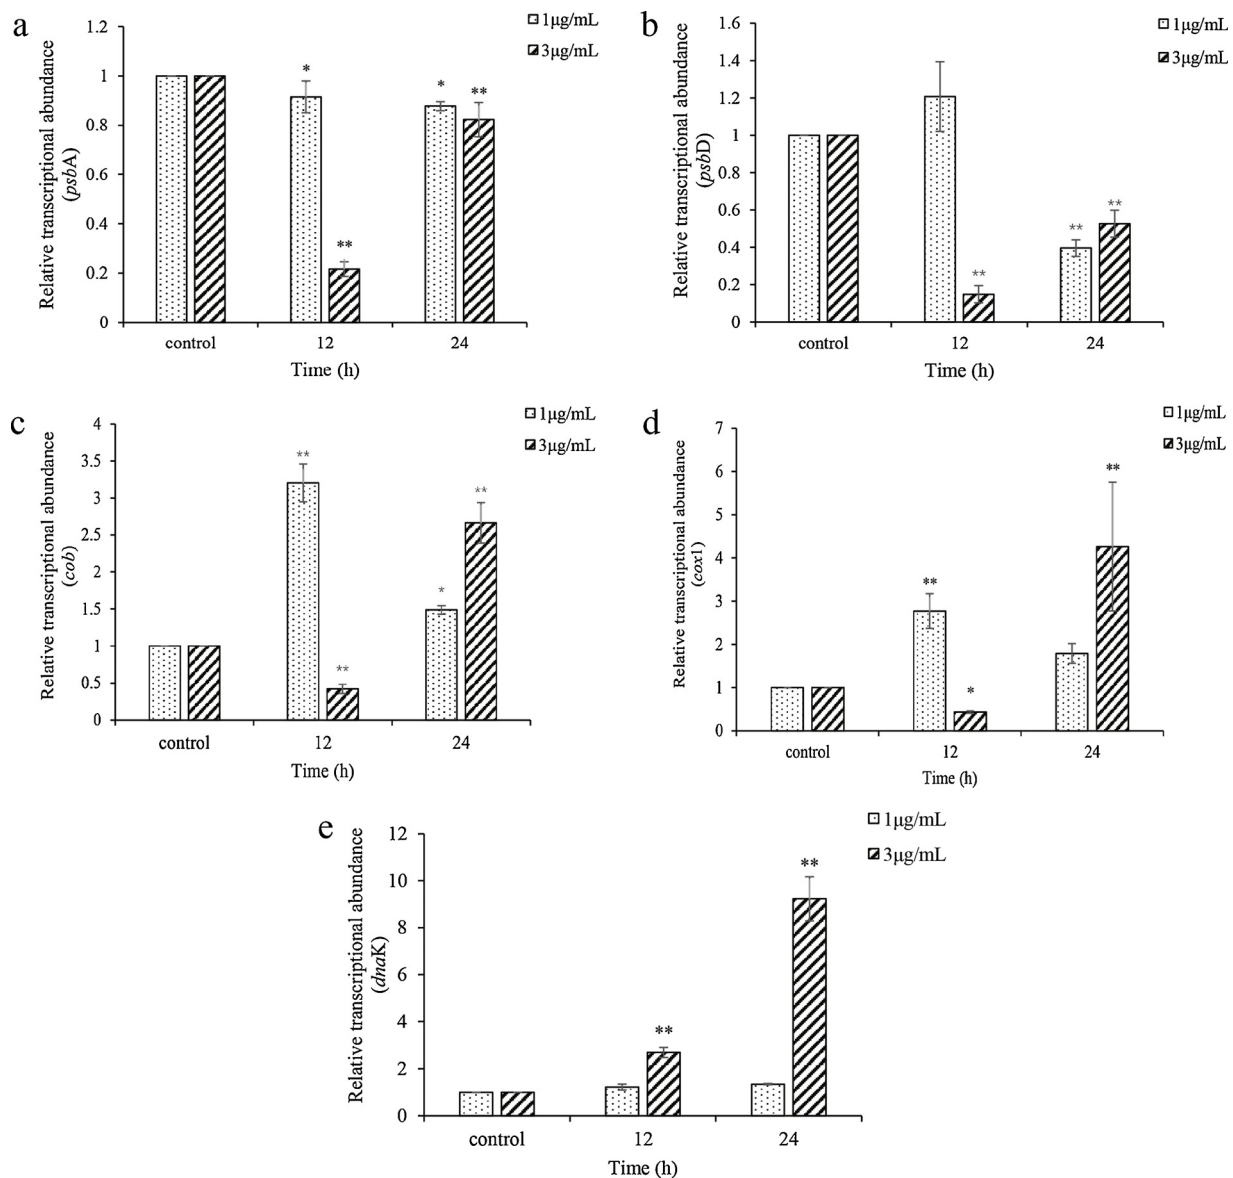 a
1μg/mL
3μg/mL
Relative transcriptional abundance
(psbA)
1.2
1
0.8
0.6
0.4
0.2
0
*
**
*
**
control 12 24
Time (h)
b
1μg/mL
3μg/mL
Relative transcriptional abundance
(psbD)
1.6
1.4
1.2
1
0.8
0.6
0.4
0.2
0
**
**
**
control 12 24
Time (h)
c
1μg/mL
3μg/mL
Relative transcriptional abundance
(cob)
4
3.5
3
2.5
2
1.5
1
0.5
0
**
**
*
**
control 12 24
Time (h)
d
1μg/mL
3μg/mL
Relative transcriptional abundance
(cox1)
7
6
5
4
3
2
1
0
**
*
**
control 12 24
Time (h)
e
1μg/mL
3μg/mL
Relative transcriptional abundance
(dnaK)
12
10
8
6
4
2
0
**
**
control 12 24
Time (h)